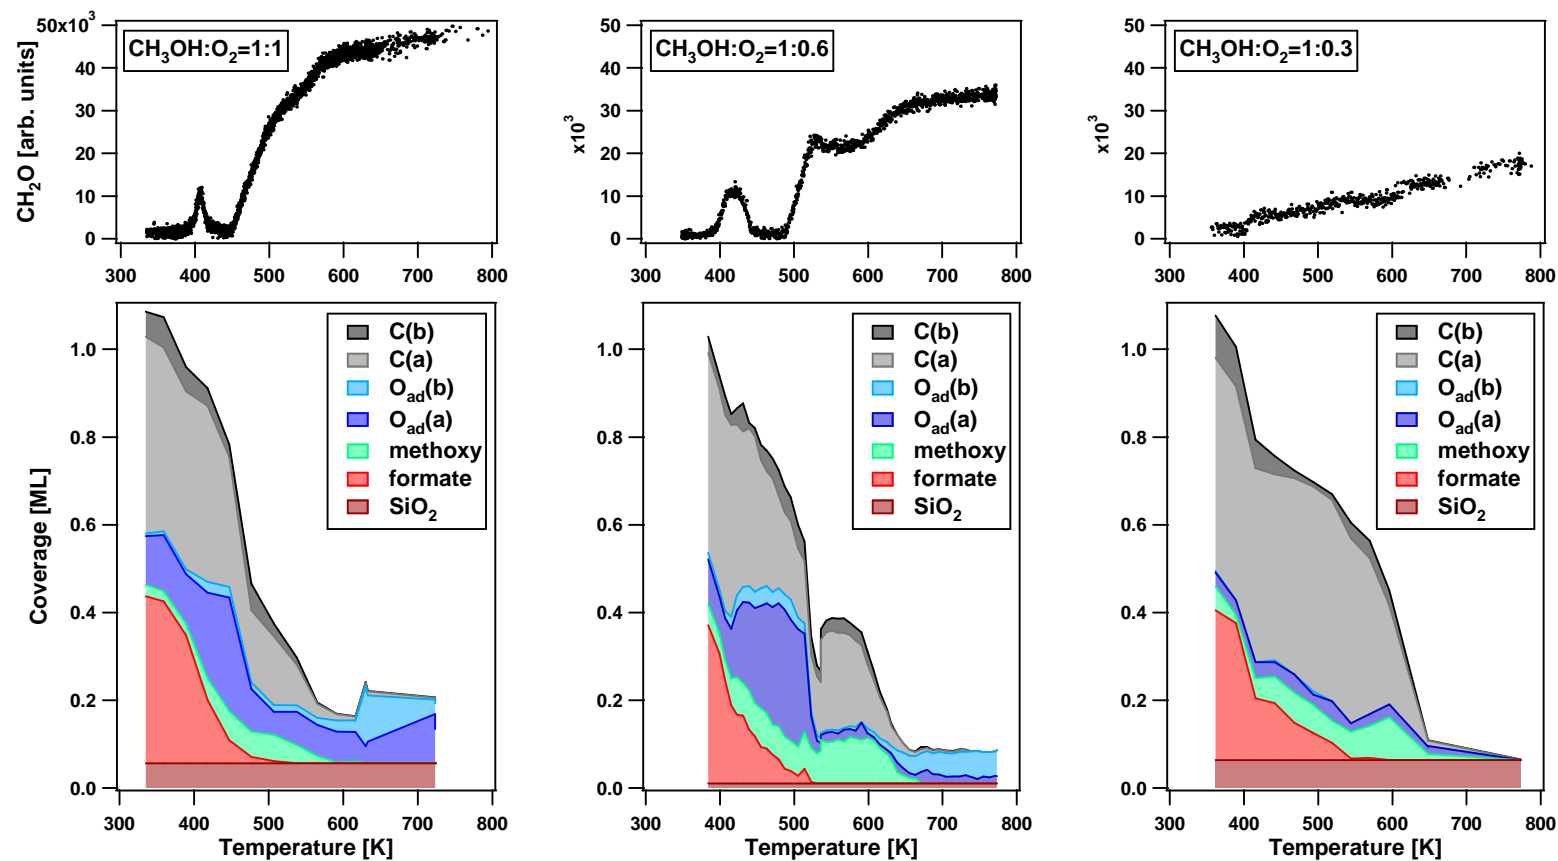 CH₂O [arb. units]
50x10³
40
30
20
10
0
CH₃OH:O₂=1:1
300 400 500 600 700 800
x10³
50
40
30
20
10
0
CH₃OH:O₂=1:0.6
300 400 500 600 700 800
x10³
50
40
30
20
10
0
CH₃OH:O₂=1:0.3
300 400 500 600 700 800
Coverage [ML]
1.0
0.8
0.6
0.4
0.2
0.0
C(b)
C(a)
Oad(b)
Oad(a)
methoxy
formate
SiO₂
300 400 500 600 700 800
Temperature [K]
1.0
0.8
0.6
0.4
0.2
0.0
C(b)
C(a)
Oad(b)
Oad(a)
methoxy
formate
SiO₂
300 400 500 600 700 800
Temperature [K]
1.0
0.8
0.6
0.4
0.2
0.0
C(b)
C(a)
Oad(b)
Oad(a)
methoxy
formate
SiO₂
300 400 500 600 700 800
Temperature [K]